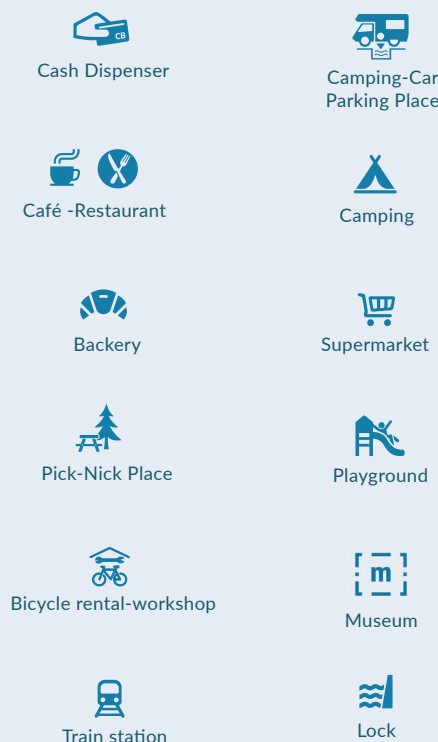 CB
Cash Dispenser
Camping-Car
Parking Place
Café -Restaurant
Camping
Backery
Supermarket
Pick-Nick Place
Playground
Bicycle rental-workshop
m
Museum
Train station
Lock